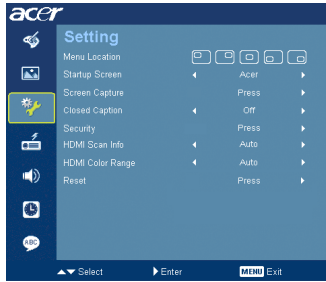 acer
Setting
Menu Location
Startup Screen Acer
Screen Capture Press
Closed Caption Off
Security Press
HDMI Scan Info Auto
HDMI Color Range Auto
Reset Press
ABC
Select Enter MENU Exit